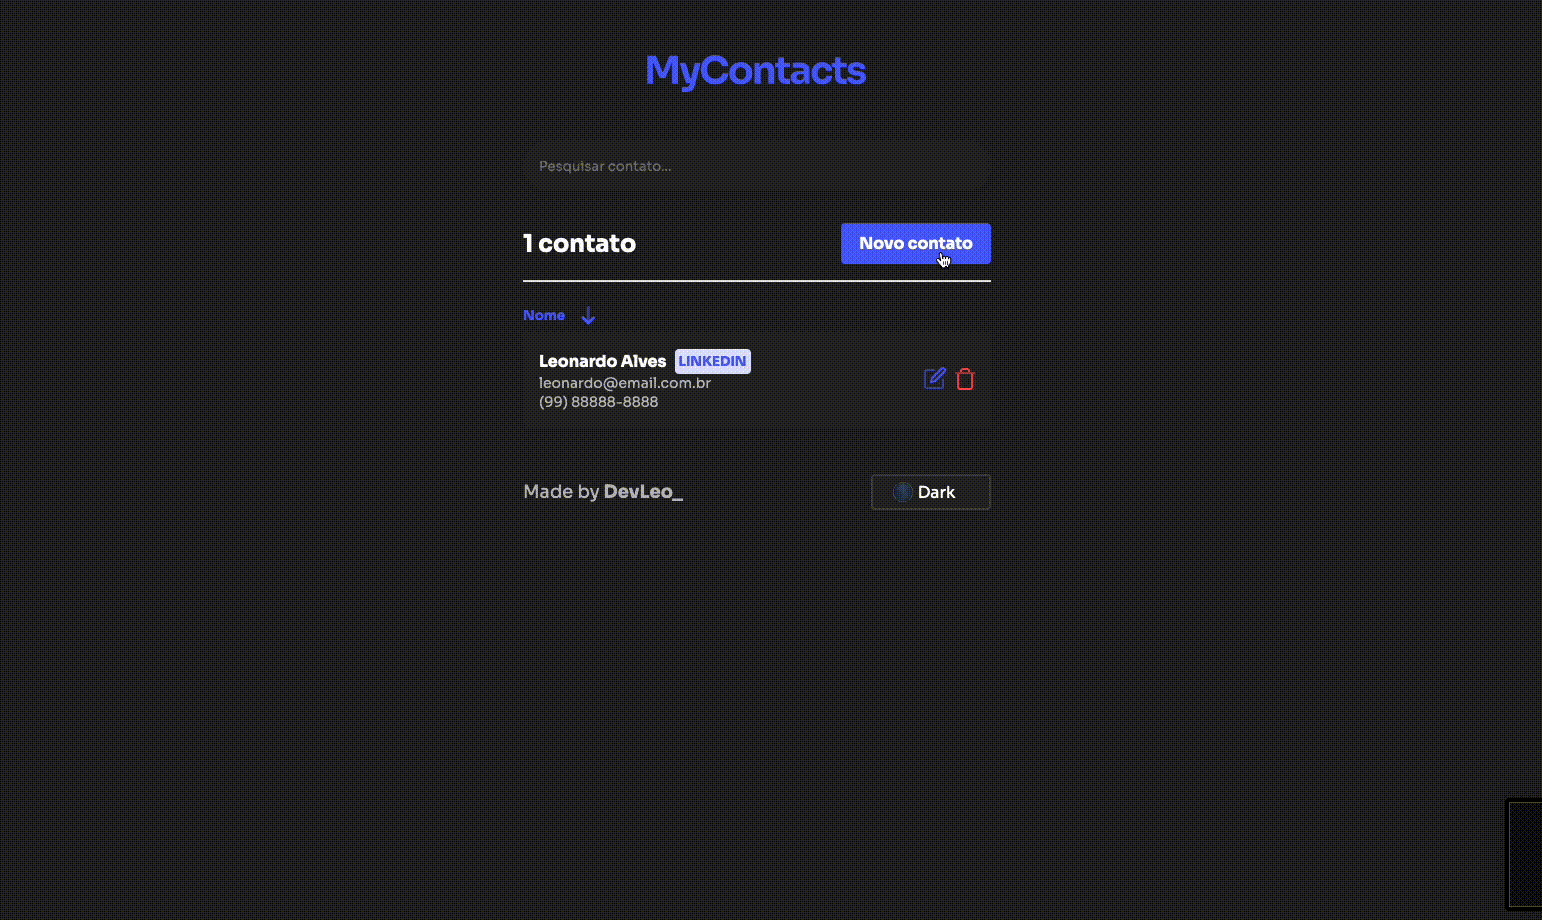 MyContacts
Pesquisar contato...
1 contato
Novo contato
Nome
Leonardo Alves LINKEDIN
leonardo@email.com.br
(99) 88888-8888
Made by DevLeo_
Dark